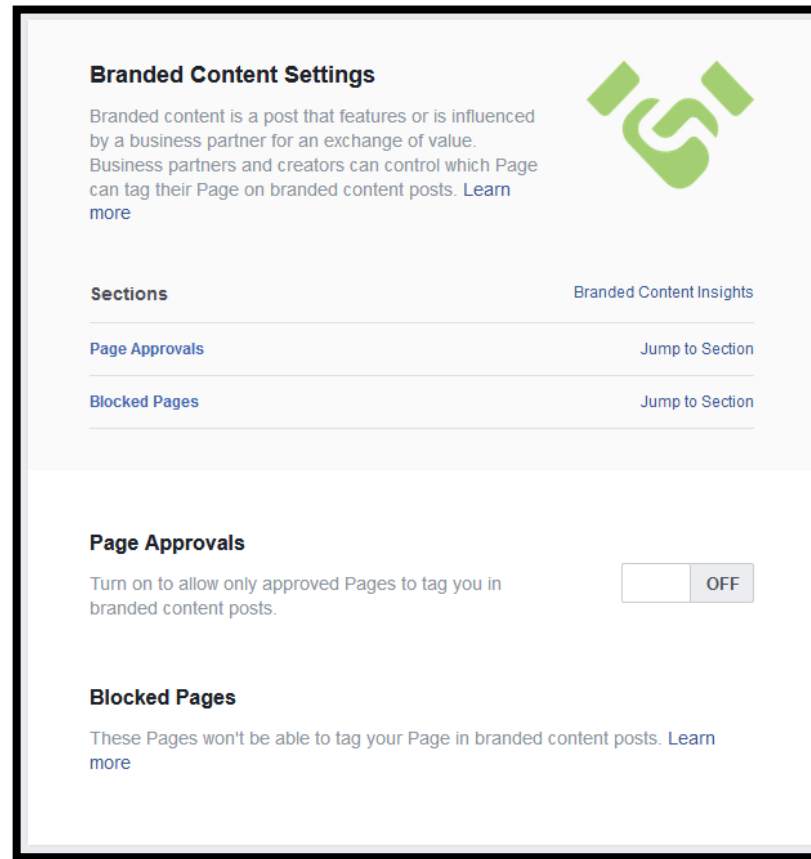 Branded Content Settings
Branded content is a post that features or is influenced
by a business partner for an exchange of value.
Business partners and creators can control which Page
can tag their Page on branded content posts. Learn
more
Sections
Branded Content Insights
Page Approvals
Jump to Section
Blocked Pages
Jump to Section
Page Approvals
Turn on to allow only approved Pages to tag you in
branded content posts.
OFF
Blocked Pages
These Pages won't be able to tag your Page in branded content posts. Learn
more